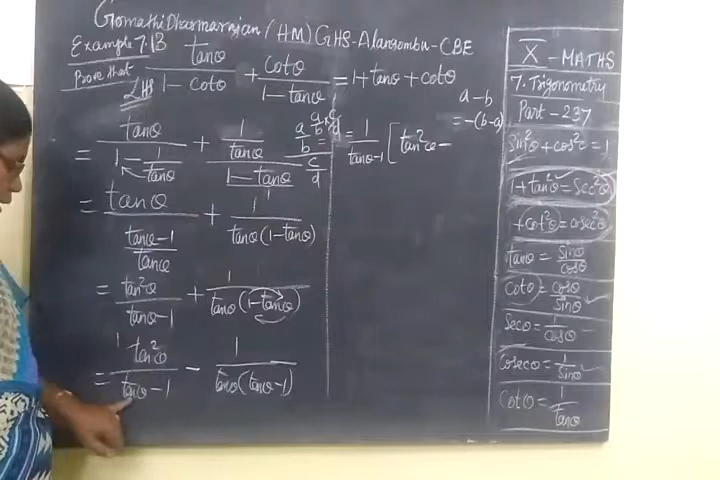 Gomathi Dharmarajan (HM) GHS-Alangombu-CBE
Example 7.13
Prove that tanθ/(1-cotθ) + cotθ/(1-tanθ) = 1+tanθ+cotθ
LHS
= tanθ/(1-1/tanθ) + (1/tanθ)/((1-tanθ)/1)
= tanθ/((tanθ-1)/tanθ) + 1/(tanθ(1-tanθ))
= tan²θ/(tanθ-1) + 1/(tanθ(1-tanθ))
= tan²θ/(tanθ-1) - 1/(tanθ(tanθ-1))
a-b
= -(b-a)
= 1/(tanθ-1) [tan²θ-
X - MATHS
7. Trigonometry
Part - 237
sin²θ+cos²θ=1
1+tan²θ=sec²θ
+cot²θ=cosec²θ
tanθ = sinθ/cosθ
cotθ = cosθ/sinθ
secθ = 1/cosθ
cosecθ = 1/sinθ
cotθ = 1/tanθ